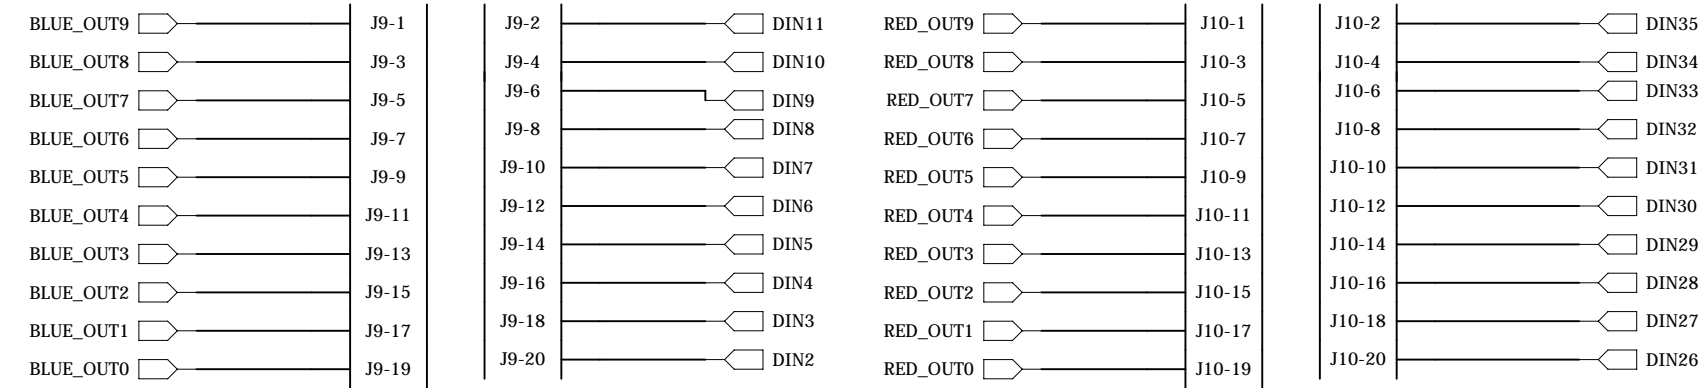 BLUE_OUT9 J9-1 J9-2 DIN11 RED_OUT9 J10-1 J10-2 DIN35
BLUE_OUT8 J9-3 J9-4 DIN10 RED_OUT8 J10-3 J10-4 DIN34
BLUE_OUT7 J9-5 J9-6 DIN9 RED_OUT7 J10-5 J10-6 DIN33
BLUE_OUT6 J9-7 J9-8 DIN8 RED_OUT6 J10-7 J10-8 DIN32
BLUE_OUT5 J9-9 J9-10 DIN7 RED_OUT5 J10-9 J10-10 DIN31
BLUE_OUT4 J9-11 J9-12 DIN6 RED_OUT4 J10-11 J10-12 DIN30
BLUE_OUT3 J9-13 J9-14 DIN5 RED_OUT3 J10-13 J10-14 DIN29
BLUE_OUT2 J9-15 J9-16 DIN4 RED_OUT2 J10-15 J10-16 DIN28
BLUE_OUT1 J9-17 J9-18 DIN3 RED_OUT1 J10-17 J10-18 DIN27
BLUE_OUT0 J9-19 J9-20 DIN2 RED_OUT0 J10-19 J10-20 DIN26